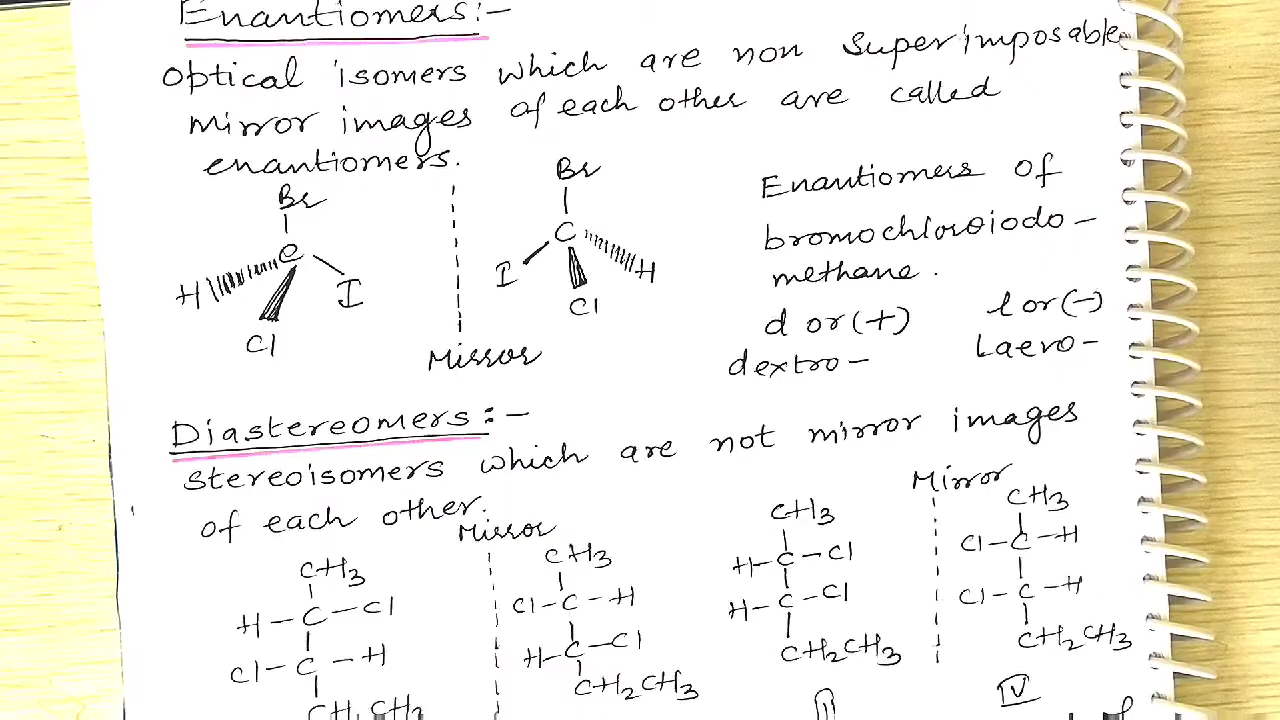 Enantiomers:-
Optical isomers which are non superimposable
mirror images of each other are called
enantiomers.
Br
C
H
I
Cl
Mirror
Br
C
I
H
Cl
Enantiomers of
bromochloroiodo-
methane.
d or (+)
l or (-)
dextro-
Laevo-
Diastereomers:-
stereoisomers which are not mirror images
of each other.
CH3
H-C-Cl
Cl-C-H
Mirror
CH3
Cl-C-H
H-C-Cl
CH2CH3
CH3
H-C-Cl
H-C-Cl
CH2CH3
Mirror
CH3
Cl-C-H
Cl-C-H
CH2CH3
IV